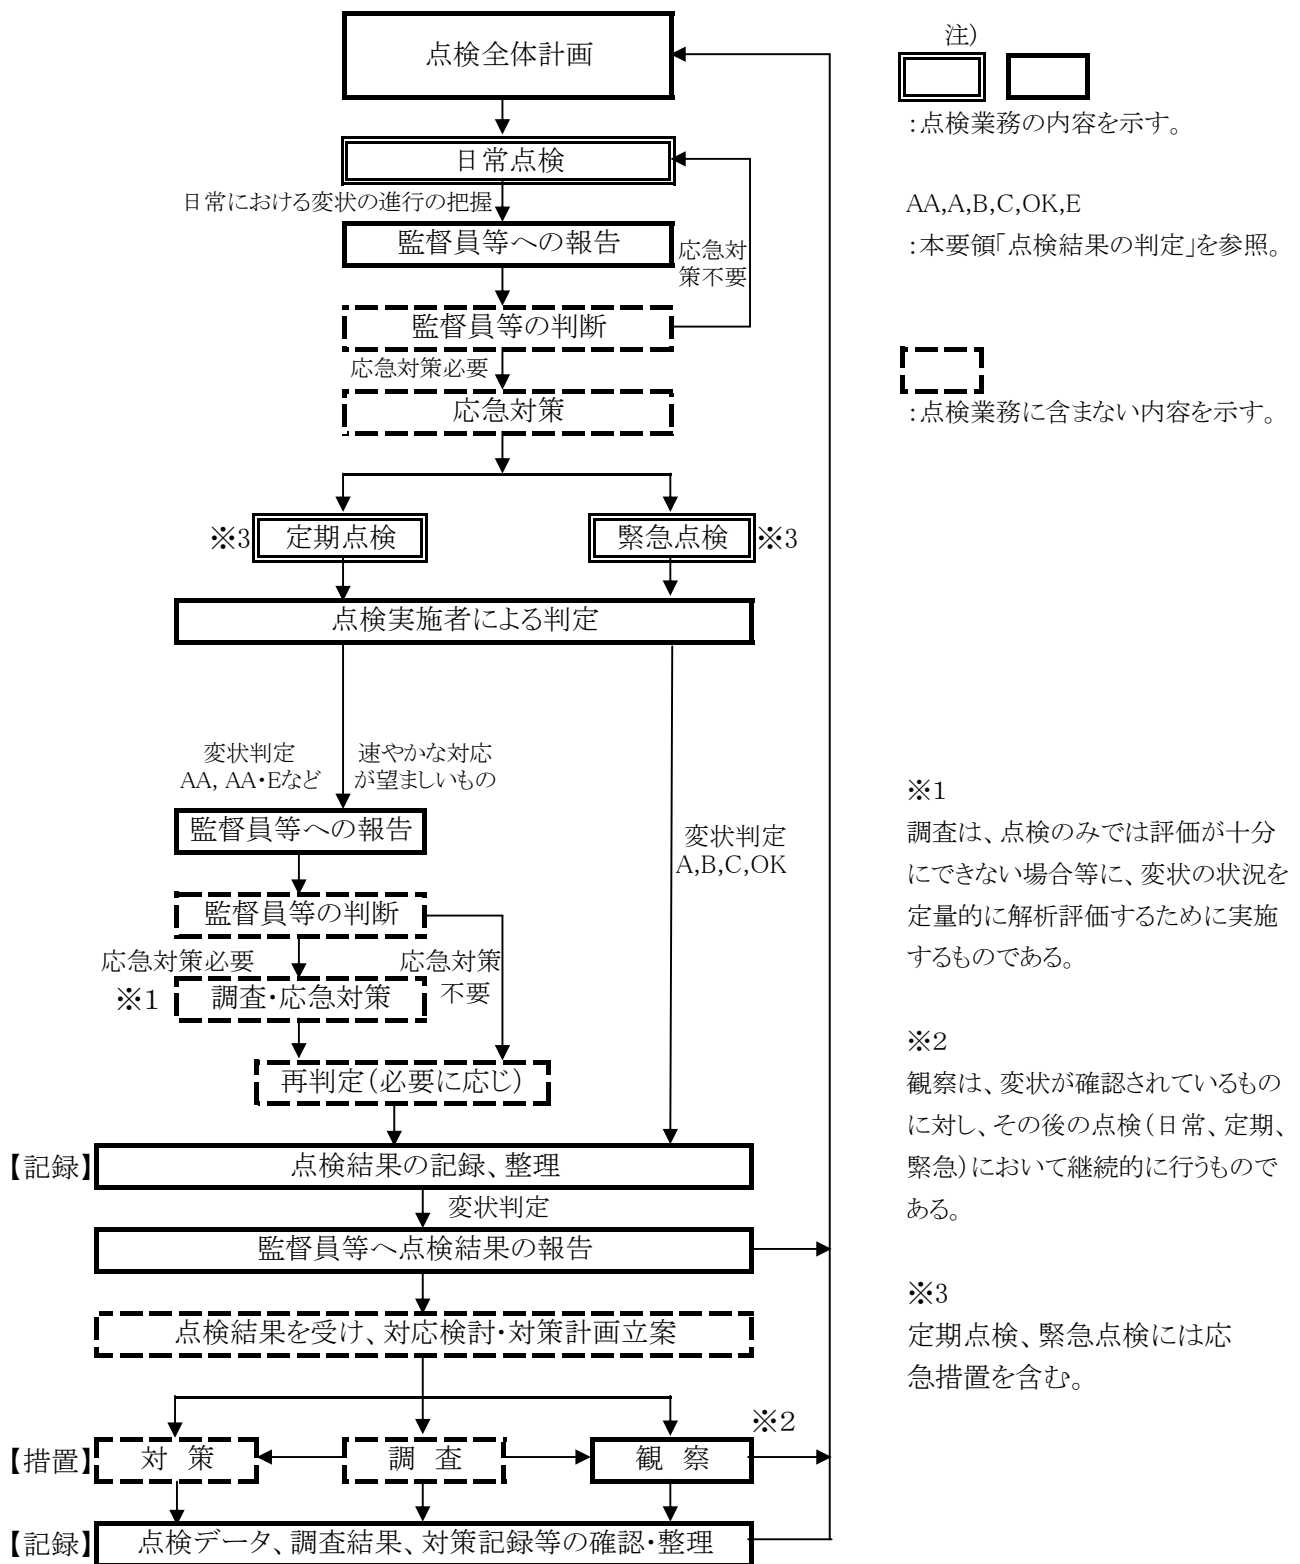 点検全体計画
日常点検
日常における変状の進行の把握
監督員等への報告
応急対
策不要
監督員等の判断
応急対策必要
応急対策
※3
定期点検
緊急点検
※3
点検実施者による判定
変状判定
AA, AA・Eなど
速やかな対応
が望ましいもの
監督員等への報告
変状判定
A,B,C,OK
監督員等の判断
応急対策必要
応急対策
不要
※1
調査・応急対策
再判定(必要に応じ)
【記録】
点検結果の記録、整理
変状判定
監督員等へ点検結果の報告
点検結果を受け、対応検討・対策計画立案
※2
【措置】
対 策
調 査
観 察
【記録】
点検データ、調査結果、対策記録等の確認・整理
注)
:点検業務の内容を示す。
AA,A,B,C,OK,E
:本要領「点検結果の判定」を参照。
:点検業務に含まない内容を示す。
※1
調査は、点検のみでは評価が十分
にできない場合等に、変状の状況を
定量的に解析評価するために実施
するものである。
※2
観察は、変状が確認されているもの
に対し、その後の点検(日常、定期、
緊急)において継続的に行うもので
ある。
※3
定期点検、緊急点検には応
急措置を含む。